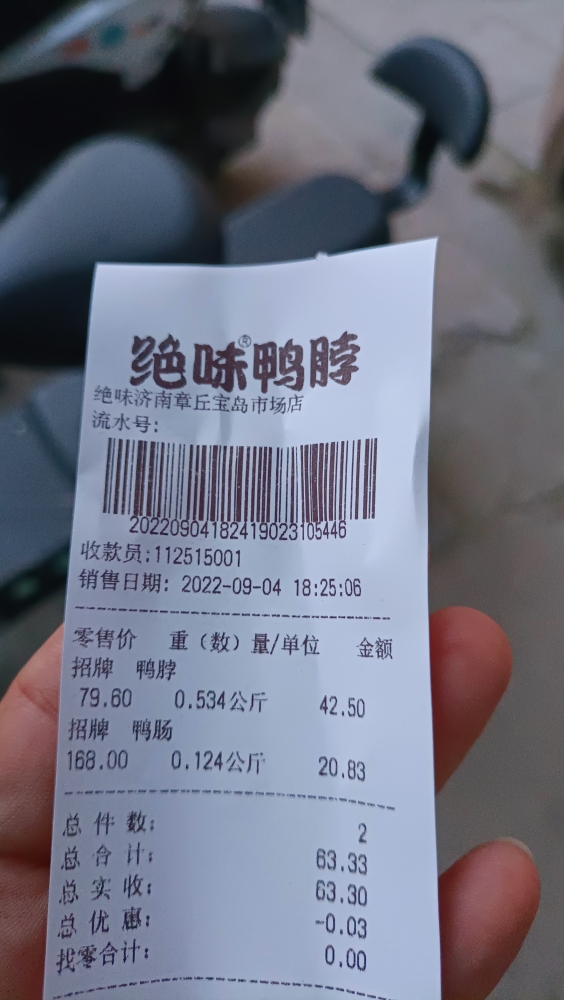 绝味®鸭脖
绝味济南章丘宝岛市场店
流水号:
20220904182419023105446
收款员:112515001
销售日期: 2022-09-04 18:25:06
零售价 重(数)量/单位 金额
招牌 鸭脖
79.60 0.534公斤 42.50
招牌 鸭肠
168.00 0.124公斤 20.83
总 件 数: 2
总 合 计: 63.33
总 实 收: 63.30
总 优 惠: -0.03
找零合计: 0.00